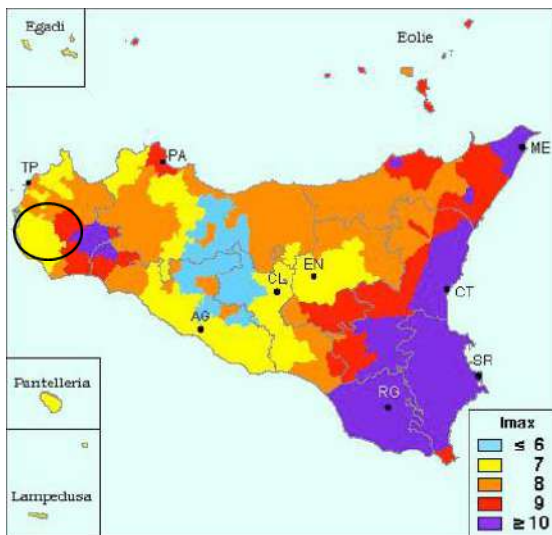 Egadi
Eolie
TP
PA
ME
EN
CL
CT
AG
SR
RG
Pantelleria
Lampedusa
Imax
≤ 6
7
8
9
≥ 10